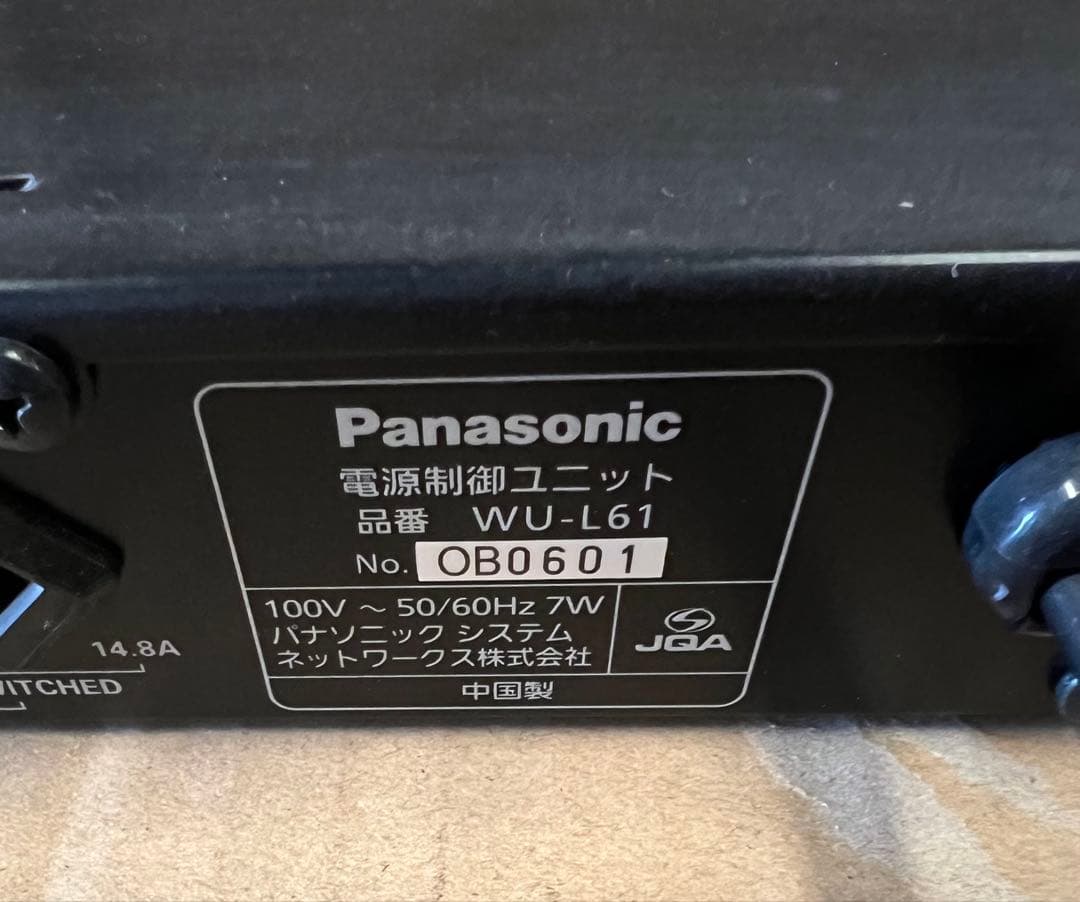 Panasonic
電源制御ユニット
品番 WU-L61
No. OB0601
100V ~ 50/60Hz 7W
パナソニック システム
ネットワークス株式会社
JQA
中国製
14.8A